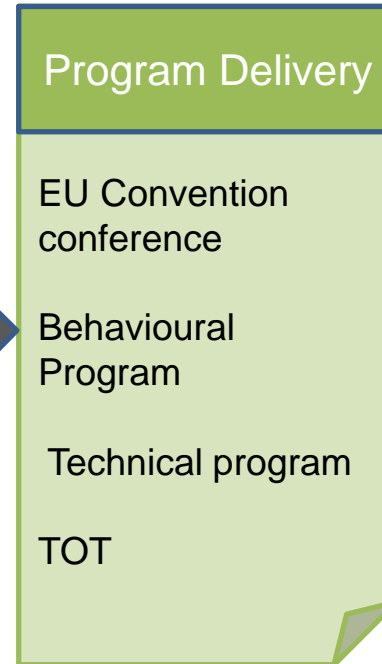 Program Delivery
EU Convention
conference
Behavioural
Program
Technical program
TOT